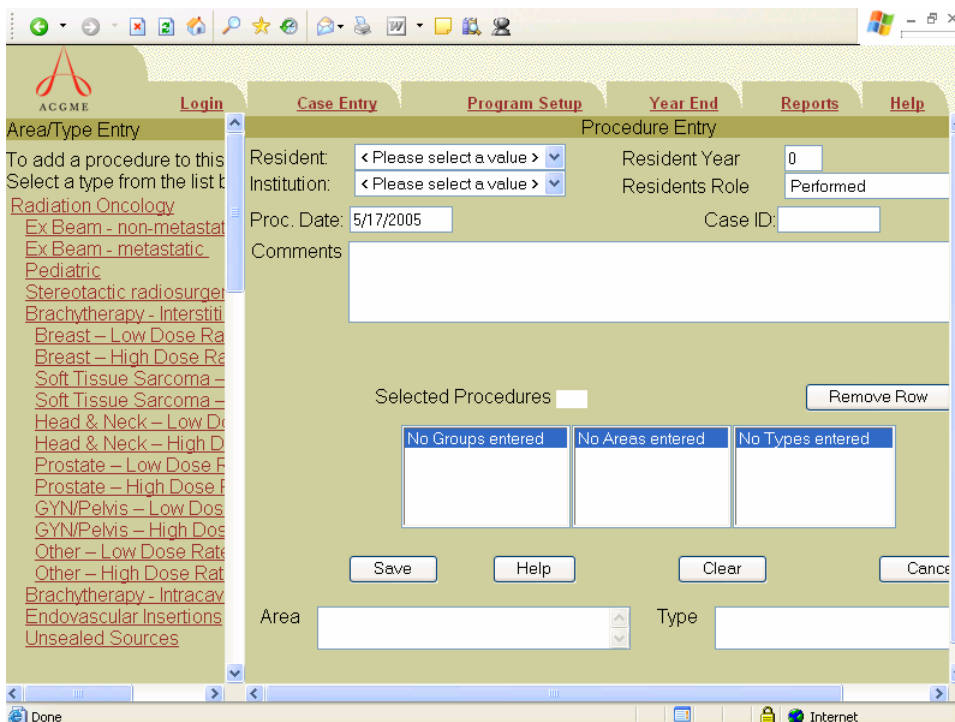 ACGME
Login Case Entry Program Setup Year End Reports Help
Area/Type Entry
To add a procedure to this
Select a type from the list b
Radiation Oncology
Ex Beam - non-metastat
Ex Beam - metastatic
Pediatric
Stereotactic radiosurger
Brachytherapy - Interstiti
Breast – Low Dose Ra
Breast – High Dose Ra
Soft Tissue Sarcoma –
Soft Tissue Sarcoma –
Head & Neck – Low Do
Head & Neck – High D
Prostate – Low Dose R
Prostate – High Dose R
GYN/Pelvis – Low Dos
GYN/Pelvis – High Dos
Other – Low Dose Rate
Other – High Dose Rat
Brachytherapy - Intracav
Endovascular Insertions
Unsealed Sources
Procedure Entry
Resident: < Please select a value > Resident Year 0
Institution: < Please select a value > Residents Role Performed
Proc. Date: 5/17/2005 Case ID:
Comments
Selected Procedures Remove Row
No Groups entered No Areas entered No Types entered
Save Help Clear Cance
Area Type
Done Internet